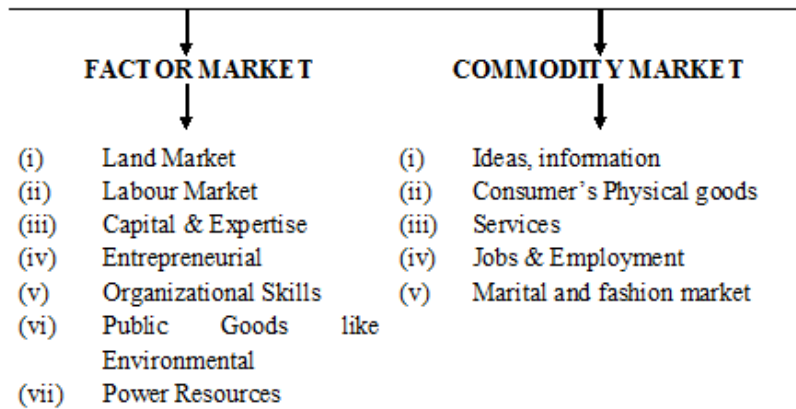 FACTOR MARKET
(i) Land Market
(ii) Labour Market
(iii) Capital & Expertise
(iv) Entrepreneurial
(v) Organizational Skills
(vi) Public Goods like
Environmental
(vii) Power Resources
COMMODITY MARKET
(i) Ideas, information
(ii) Consumer's Physical goods
(iii) Services
(iv) Jobs & Employment
(v) Marital and fashion market